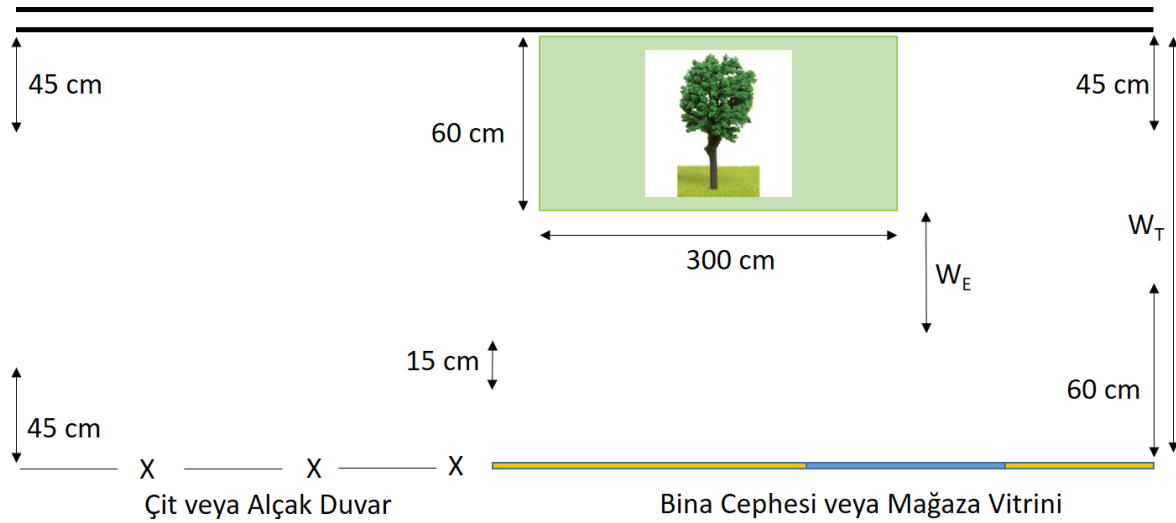 45 cm
60 cm
45 cm
W_T
300 cm
W_E
15 cm
60 cm
45 cm
X X X
Çit veya Alçak Duvar
Bina Cephesi veya Mağaza Vitrini